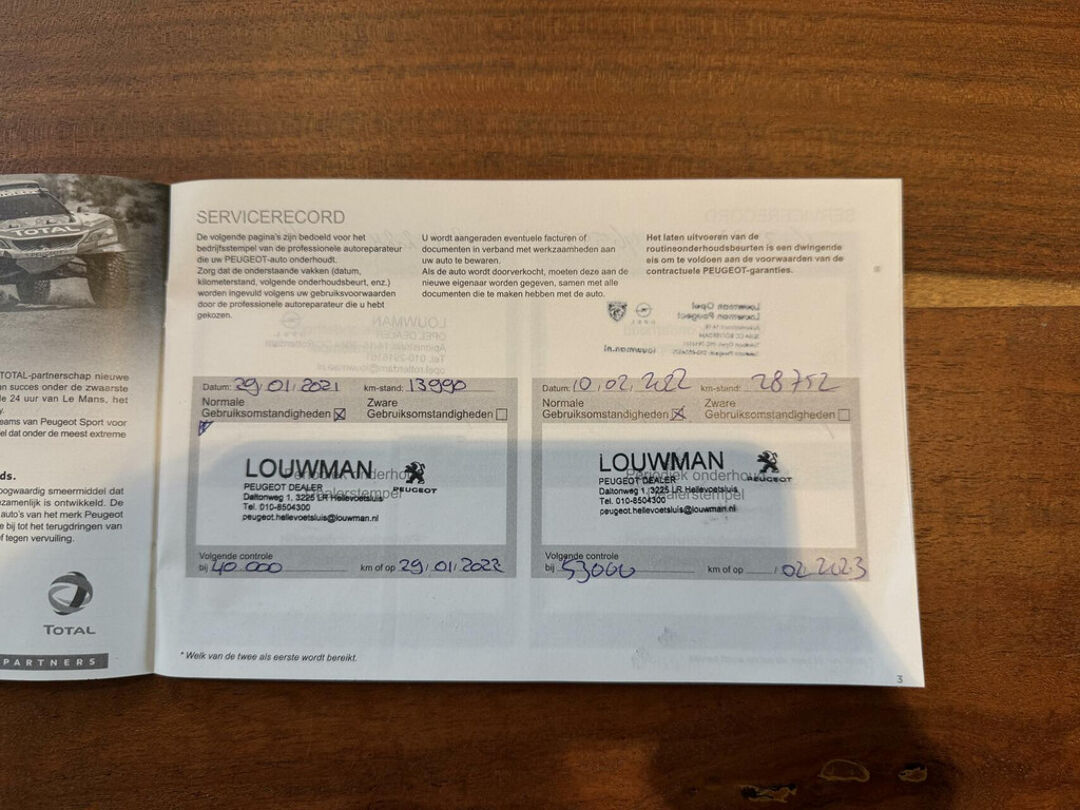 TOTAL
TOTAL-partnerschap nieuwe
n succes onder de zwaarste
le 24 uur van Le Mans, het
y.
eams van Peugeot Sport voor
el dat onder de meest extreme
ds.
oogwaardig smeermiddel dat
ezamenlijk is ontwikkeld. De
auto's van het merk Peugeot
e bij tot het terugdringen van
f tegen vervuiling.
TOTAL
PARTNERS
SERVICERECORD
De volgende pagina's zijn bedoeld voor het
bedrijfsstempel van de professionele autoreparateur
die uw PEUGEOT-auto onderhoudt.
Zorg dat de onderstaande vakken (datum,
kilometerstand, volgende onderhoudsbeurt, enz.)
worden ingevuld volgens uw gebruiksvoorwaarden
door de professionele autoreparateur die u hebt
gekozen.
U wordt aangeraden eventuele facturen of
documenten in verband met werkzaamheden aan
uw auto te bewaren.
Als de auto wordt doorverkocht, moeten deze aan de
nieuwe eigenaar worden gegeven, samen met alle
documenten die te maken hebben met de auto.
Het laten uitvoeren van de
routineonderhoudsbeurten is een dwingende
eis om te voldoen aan de voorwaarden van de
contractuele PEUGEOT-garanties.
Datum: 29/01/2021 km-stand: 13990
Normale
Gebruiksomstandigheden
Zware
Gebruiksomstandigheden
Periodiek onderhoud
Dealerstempel
LOUWMAN
PEUGEOT DEALER
Daltonweg 1, 3225 LR Hellevoetsluis
Tel. 010-8504300
peugeot.hellevoetsluis@louwman.nl
PEUGEOT
Volgende controle
bij 40.000 km of op 29/01/2022
Datum: 10/02/2022 km-stand: 28752
Normale
Gebruiksomstandigheden
Zware
Gebruiksomstandigheden
Periodiek onderhoud
Dealerstempel
LOUWMAN
PEUGEOT DEALER
Daltonweg 1, 3225 LR Hellevoetsluis
Tel. 010-8504300
peugeot.hellevoetsluis@louwman.nl
PEUGEOT
Volgende controle
bij 53000 km of op / 02/2023
* Welk van de twee als eerste wordt bereikt.
3